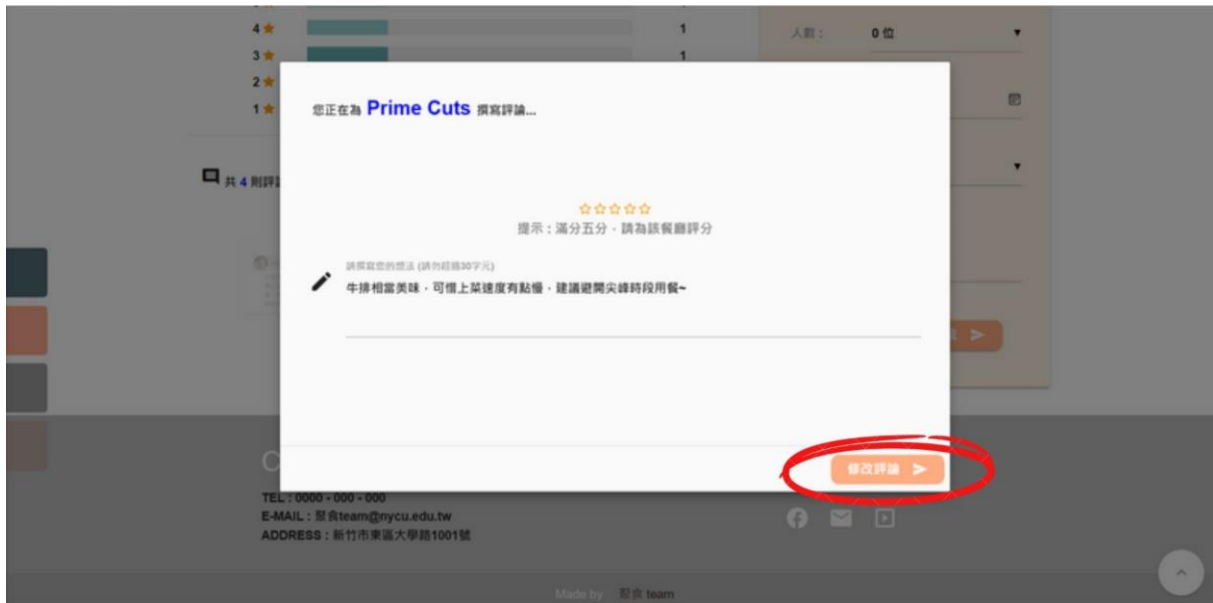 4
1
3
1
2
1
人數：
0 位
您正在為 Prime Cuts 撰寫評論...
共 4 則評
提示：滿分五分，請為該餐廳評分
請撰寫您的想法 (請勿超過30字元)
牛排相當美味，可惜上菜速度有點慢，建議避開尖峰時段用餐~
修改評論
C
TEL : 0000 - 000 - 000
E-MAIL : 聚食team@nycu.edu.tw
ADDRESS : 新竹市東區大學路1001號
Made by 聚食 team